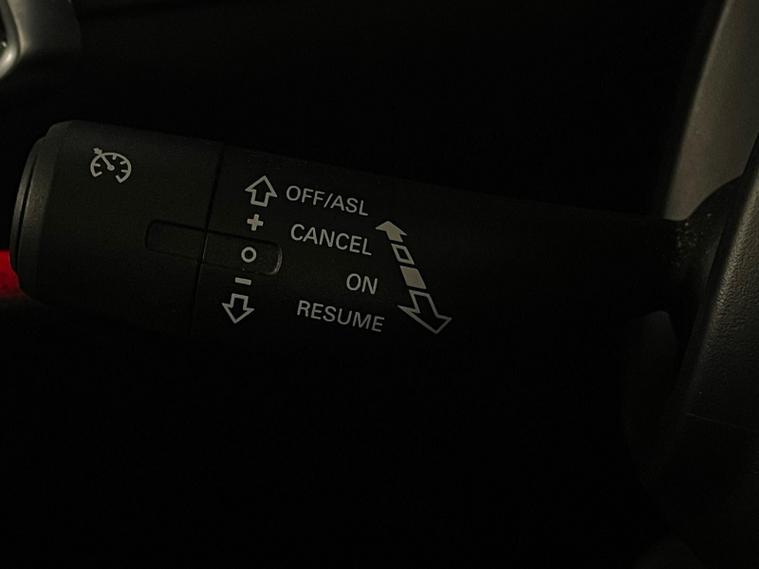 OFF/ASL
+
CANCEL
O
ON
−
RESUME